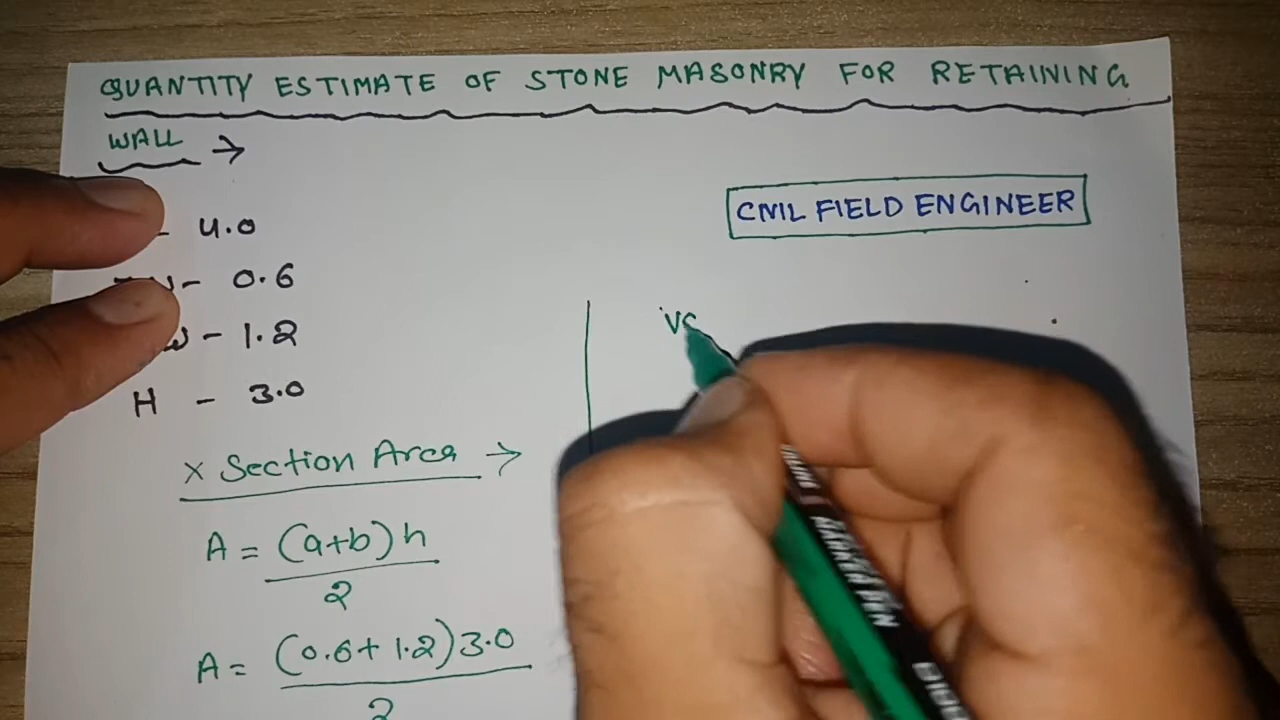 QUANTITY ESTIMATE OF STONE MASONRY FOR RETAINING
WALL →
CIVIL FIELD ENGINEER
- 4.0
- 0.6
W - 1.2
H - 3.0
X Section Area →
A = (a+b)h
2
A = (0.6+1.2)3.0
2